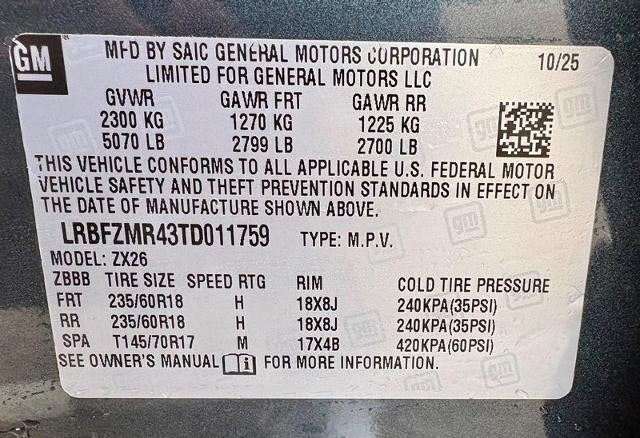 GM
MFD BY SAIC GENERAL MOTORS CORPORATION 10/25
LIMITED FOR GENERAL MOTORS LLC
GVWR GAWR FRT GAWR RR
2300 KG 1270 KG 1225 KG
5070 LB 2799 LB 2700 LB
THIS VEHICLE CONFORMS TO ALL APPLICABLE U.S. FEDERAL MOTOR
VEHICLE SAFETY AND THEFT PREVENTION STANDARDS IN EFFECT ON
THE DATE OF MANUFACTURE SHOWN ABOVE.
LRBFZMR43TD011759 TYPE: M.P.V.
MODEL: ZX26
ZBBB TIRE SIZE SPEED RTG RIM COLD TIRE PRESSURE
FRT 235/60R18 H 18X8J 240KPA(35PSI)
RR 235/60R18 H 18X8J 240KPA(35PSI)
SPA T145/70R17 M 17X4B 420KPA(60PSI)
SEE OWNER'S MANUAL i FOR MORE INFORMATION.